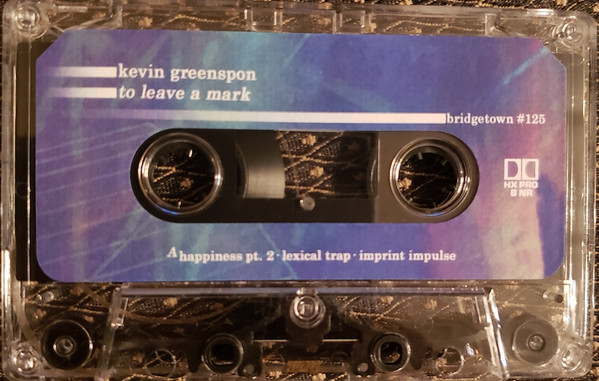 kevin greenspon
to leave a mark
bridgetown #125
HX PRO
B NR
A happiness pt. 2 · lexical trap · imprint impulse